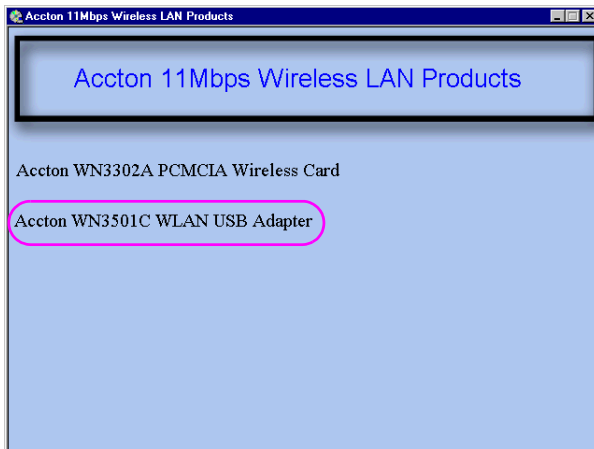 Accton 11Mbps Wireless LAN Products
Accton 11Mbps Wireless LAN Products
Accton WN3302A PCMCIA Wireless Card
Accton WN3501C WLAN USB Adapter